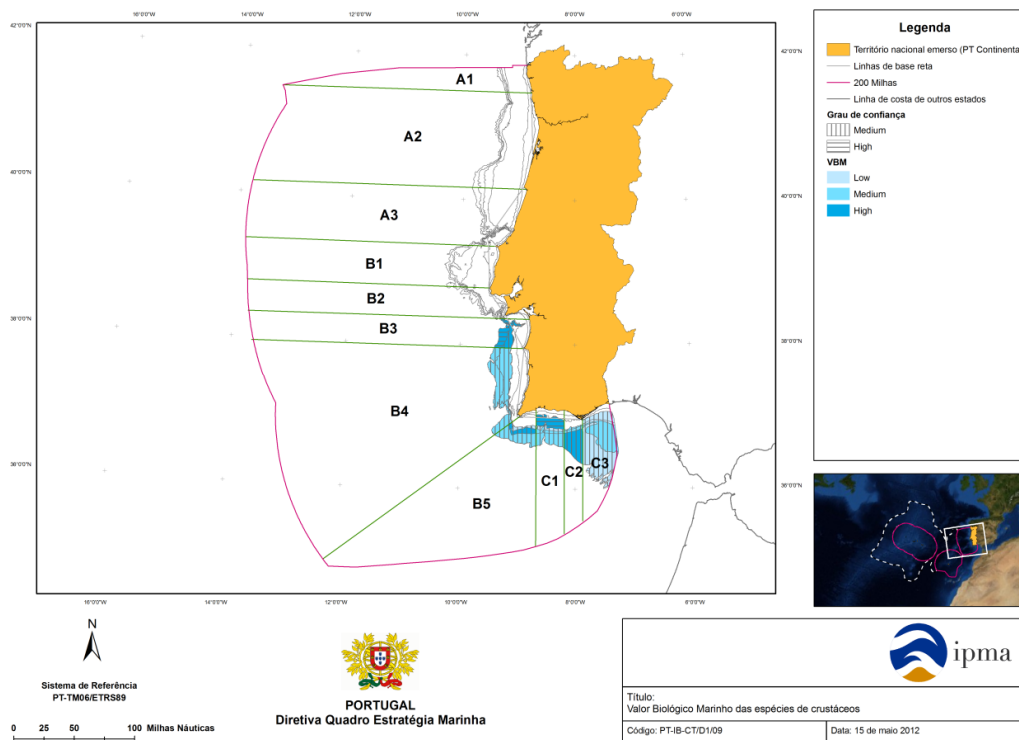 14°0'0"W
12°0'0"W
10°0'0"W
8°0'0"W
6°0'0"W
42°0'0"N
42°0'0"N
40°0'0"N
40°0'0"N
38°0'0"N
38°0'0"N
36°0'0"N
36°0'0"N
A1
A2
A3
B1
B2
B3
B4
B5
C1
C2
C3
16°0'0"W
14°0'0"W
12°0'0"W
10°0'0"W
8°0'0"W
6°0'0"W
Legenda
Território nacional emerso (PT Continenta
Linhas de base reta
200 Milhas
Linha de costa de outros estados
Grau de confiança
Medium
High
VBM
Low
Medium
High
N
Sistema de Referência
PT-TM06/ETRS89
0 25 50 100 Milhas Náuticas
PORTUGAL
Diretiva Quadro Estratégia Marinha
ipma
Título:
Valor Biológico Marinho das espécies de crustáceos
Código: PT-IB-CT/D1/09
Data: 15 de maio 2012